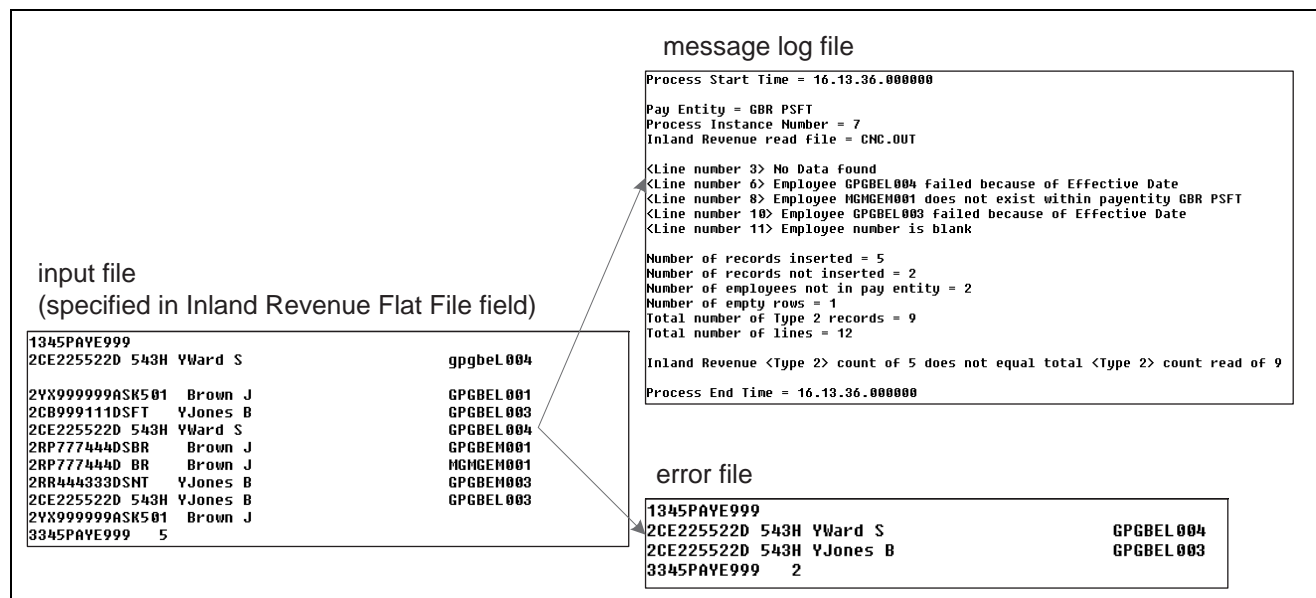 message log file
Process Start Time = 16.13.36.000000
Pay Entity = GBR PSFT
Process Instance Number = 7
Inland Revenue read file = CNC.OUT
<Line number 3> No Data found
<Line number 6> Employee GPGBEL004 failed because of Effective Date
<Line number 8> Employee MGMGEM001 does not exist within payentity GBR PSFT
<Line number 10> Employee GPGBEL003 failed because of Effective Date
<Line number 11> Employee number is blank
Number of records inserted = 5
Number of records not inserted = 2
Number of employees not in pay entity = 2
Number of empty rows = 1
Total number of Type 2 records = 9
Total number of lines = 12
Inland Revenue <Type 2> count of 5 does not equal total <Type 2> count read of 9
Process End Time = 16.13.36.000000
input file
(specified in Inland Revenue Flat File field)
1345PAYE999
2CE225522D 543H YWard S gpgbeL004
2YX999999ASK501 Brown J GPGBEL001
2CB999111DSFT YJones B GPGBEL003
2CE225522D 543H YWard S GPGBEL004
2RP777444DSBR Brown J GPGBEM001
2RP777444D BR Brown J MGMGEM001
2RR444333DSNT YJones B GPGBEM003
2CE225522D 543H YJones B GPGBEL003
2YX999999ASK501 Brown J
3345PAYE999 5
error file
1345PAYE999
2CE225522D 543H YWard S GPGBEL004
2CE225522D 543H YJones B GPGBEL003
3345PAYE999 2